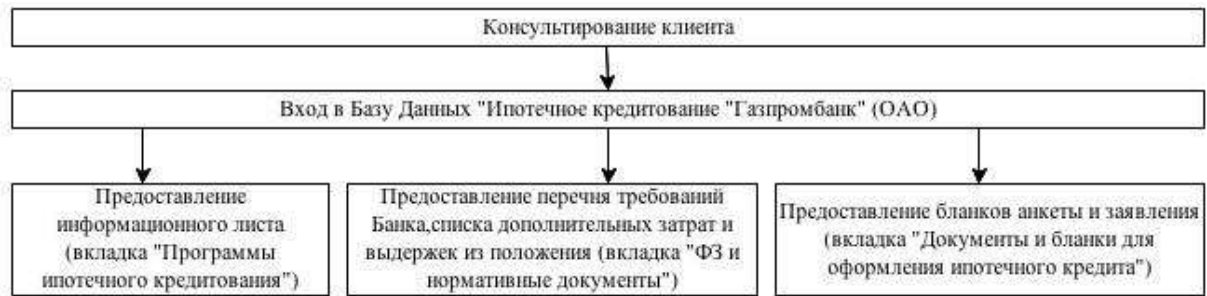 Консультирование клиента
Вход в Базу Данных "Ипотечное кредитование "Газпромбанк" (ОАО)
Предоставление
информационного листа
(вкладка "Программы
ипотечного кредитования")
Предоставление перечня требований
Банка,списка дополнительных затрат и
выдержек из положения (вкладка "ФЗ и
нормативные документы")
Предоставление бланков анкеты и заявления
(вкладка "Документы и бланки для
оформления ипотечного кредита")